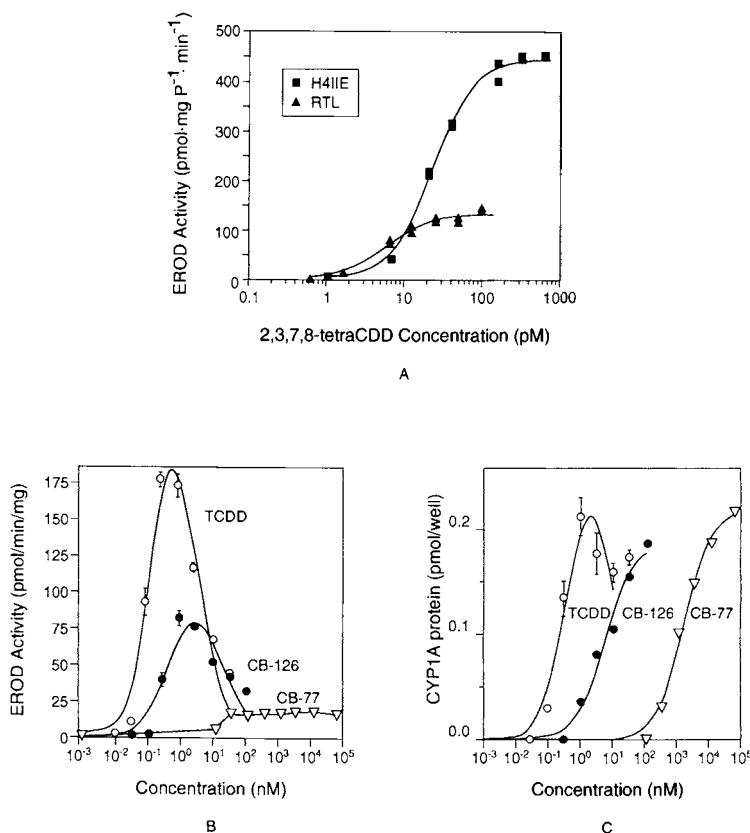 500
400
300
200
100
0
EROD Activity (pmol·mg P⁻¹· min⁻¹)
■ H4IIE
▲ RTL
0.1 1 10 100 1000
2,3,7,8-tetraCDD Concentration (pM)
A
175
150
125
100
75
50
25
0
EROD Activity (pmol/min/mg)
TCDD
CB-126
CB-77
10⁻³ 10⁻² 10⁻¹ 10⁰ 10¹ 10² 10³ 10⁴ 10⁵
Concentration (nM)
B
0.2
0.1
0.0
CYP1A protein (pmol/well)
TCDD CB-126 CB-77
10⁻³ 10⁻² 10⁻¹ 10⁰ 10¹ 10² 10³ 10⁴ 10⁵
Concentration (nM)
C